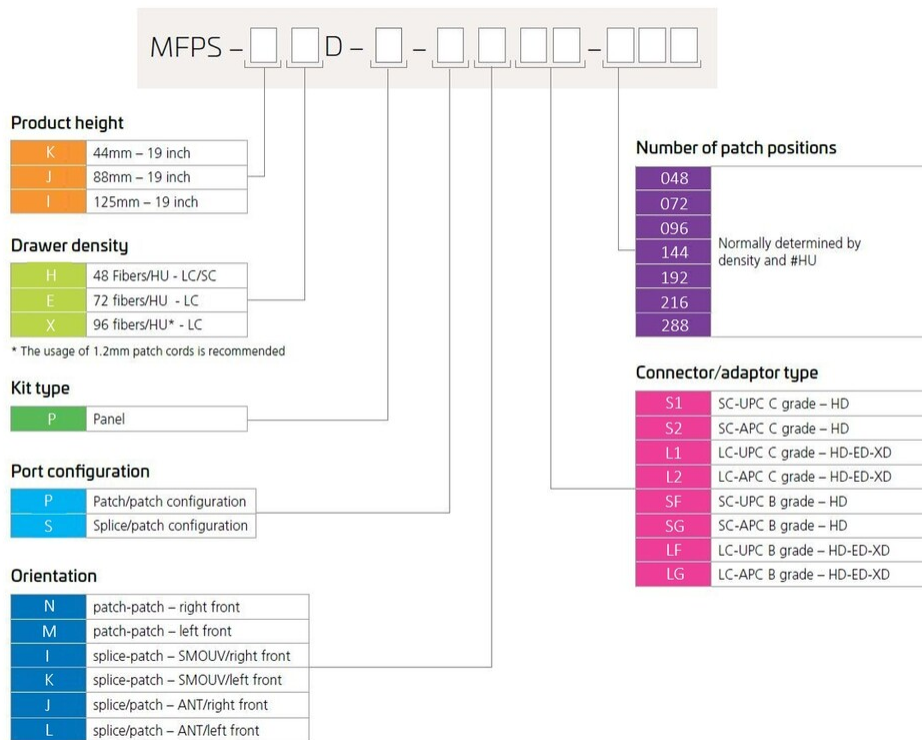 MFPS – D – – –
Product height
K 44mm – 19 inch
J 88mm – 19 inch
I 125mm – 19 inch
Drawer density
H 48 Fibers/HU - LC/SC
E 72 fibers/HU - LC
X 96 fibers/HU* - LC
* The usage of 1.2mm patch cords is recommended
Kit type
P Panel
Port configuration
P Patch/patch configuration
S Splice/patch configuration
Orientation
N patch-patch – right front
M patch-patch – left front
I splice-patch – SMOUV/right front
K splice-patch – SMOUV/left front
J splice/patch – ANT/right front
L splice/patch – ANT/left front
Number of patch positions
048
072
096
144
192
216
288
Normally determined by
density and #HU
Connector/adaptor type
S1 SC-UPC C grade – HD
S2 SC-APC C grade – HD
L1 LC-UPC C grade – HD-ED-XD
L2 LC-APC C grade – HD-ED-XD
SF SC-UPC B grade – HD
SG SC-APC B grade – HD
LF LC-UPC B grade – HD-ED-XD
LG LC-APC B grade – HD-ED-XD